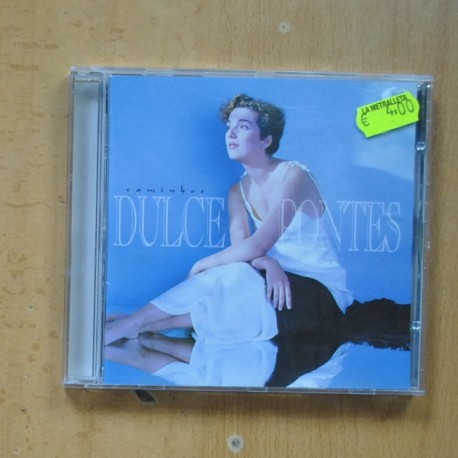 LA METRALLETA
€ 4,00
caminhos
DULCE PONTES